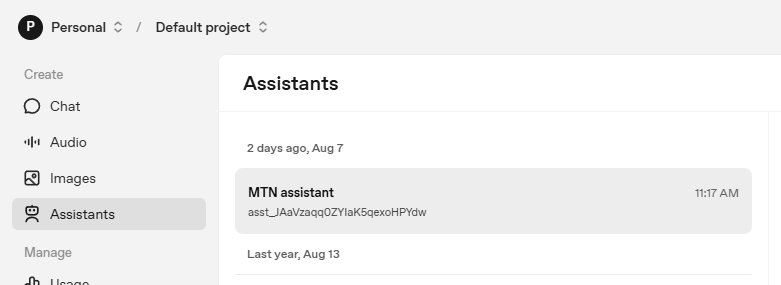 P Personal / Default project
Create
Chat
Audio
Images
Assistants
Manage
Usage
Assistants
2 days ago, Aug 7
MTN assistant 11:17 AM
asst_JAaVzaqq0ZYlaK5qexoHPYdw
Last year, Aug 13